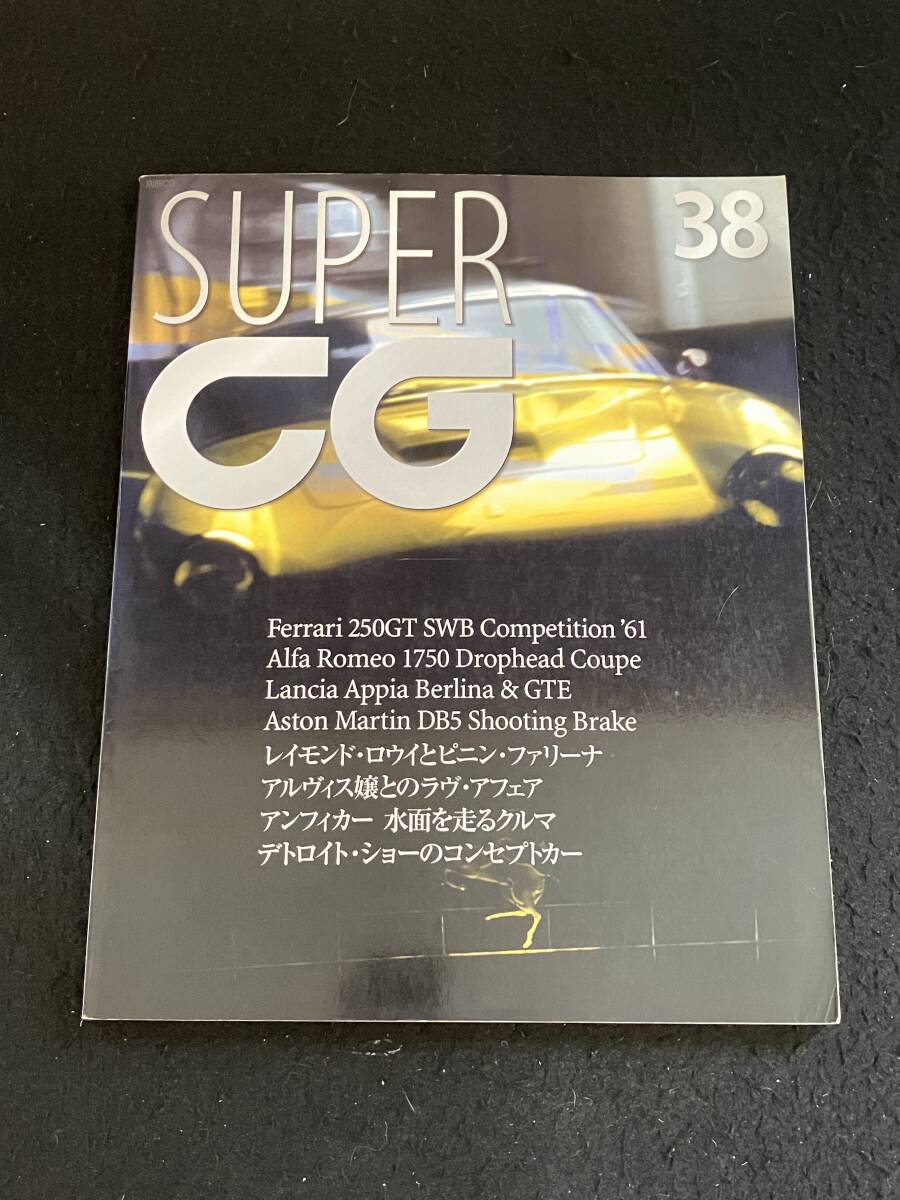 別冊CG
SUPER
CG
38
Ferrari 250GT SWB Competition '61
Alfa Romeo 1750 Drophead Coupe
Lancia Appia Berlina & GTE
Aston Martin DB5 Shooting Brake
レイモンド・ロウイとピニン・ファリーナ
アルヴィス嬢とのラヴ・アフェア
アンフィカー 水面を走るクルマ
デトロイト・ショーのコンセプトカー